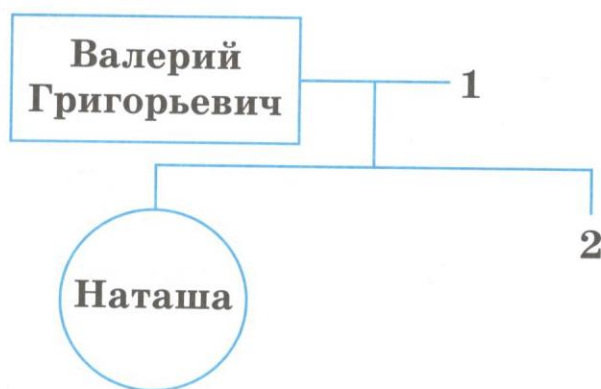 Валерий
Григорьевич
1
2
Наташа